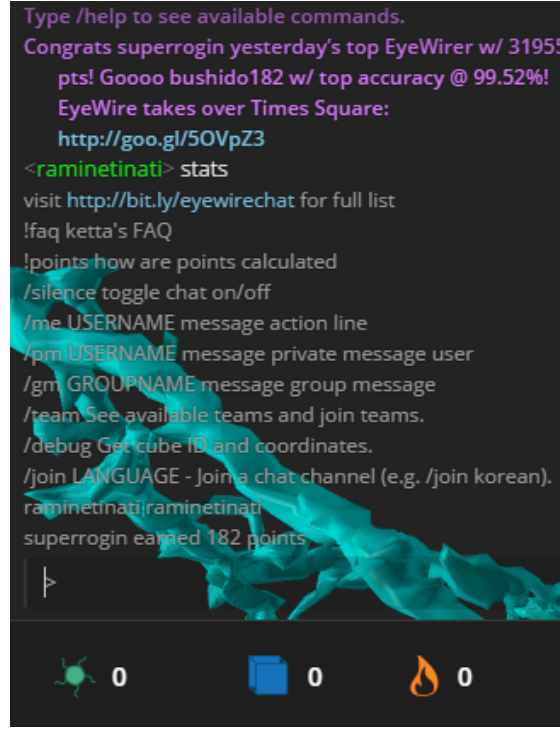 Type /help to see available commands.
Congrats superrogin yesterday's top EyeWirer w/ 31955
pts! Goooo bushido182 w/ top accuracy @ 99.52%!
EyeWire takes over Times Square:
http://goo.gl/5OVpZ3
<raminetinati> stats
visit http://bit.ly/eyewirechat for full list
!faq ketta's FAQ
!points how are points calculated
/silence toggle chat on/off
/me USERNAME message action line
/pm USERNAME message private message user
/gm GROUPNAME message group message
/team See available teams and join teams.
/debug Get cube ID and coordinates.
/join LANGUAGE - Join a chat channel (e.g. /join korean).
raminetinati;raminetinati
superrogin earned 182 points
0 0 0